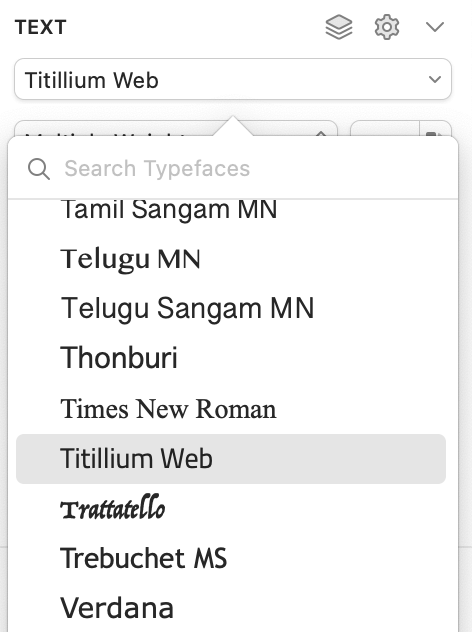 TEXT
Titillium Web
Search Typefaces
Tamil Sangam MN
Telugu MN
Telugu Sangam MN
Thonburi
Times New Roman
Titillium Web
Trattatello
Trebuchet MS
Verdana